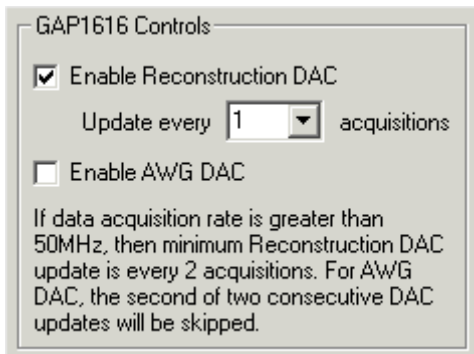 GAP1616 Controls
Enable Reconstruction DAC
Update every 1 acquisitions
Enable AWG DAC
If data acquisition rate is greater than
50MHz, then minimum Reconstruction DAC
update is every 2 acquisitions. For AWG
DAC, the second of two consecutive DAC
updates will be skipped.